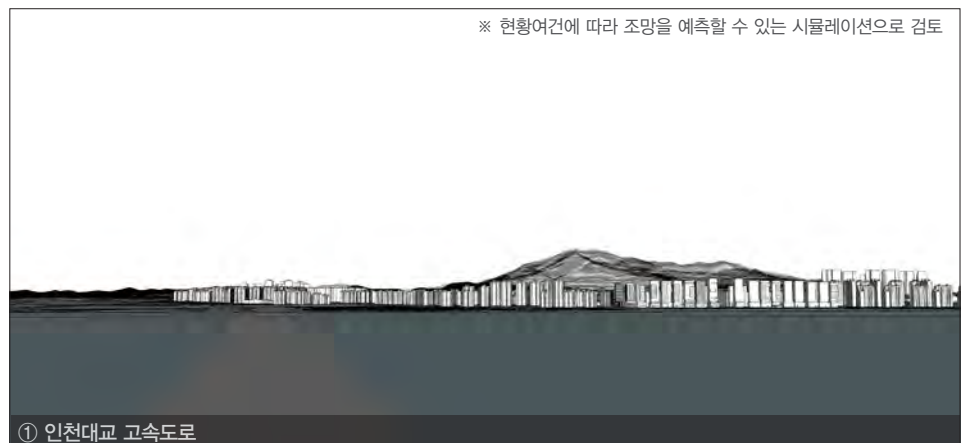 ※ 현황여건에 따라 조망을 예측할 수 있는 시뮬레이션으로 검토
① 인천대교 고속도로